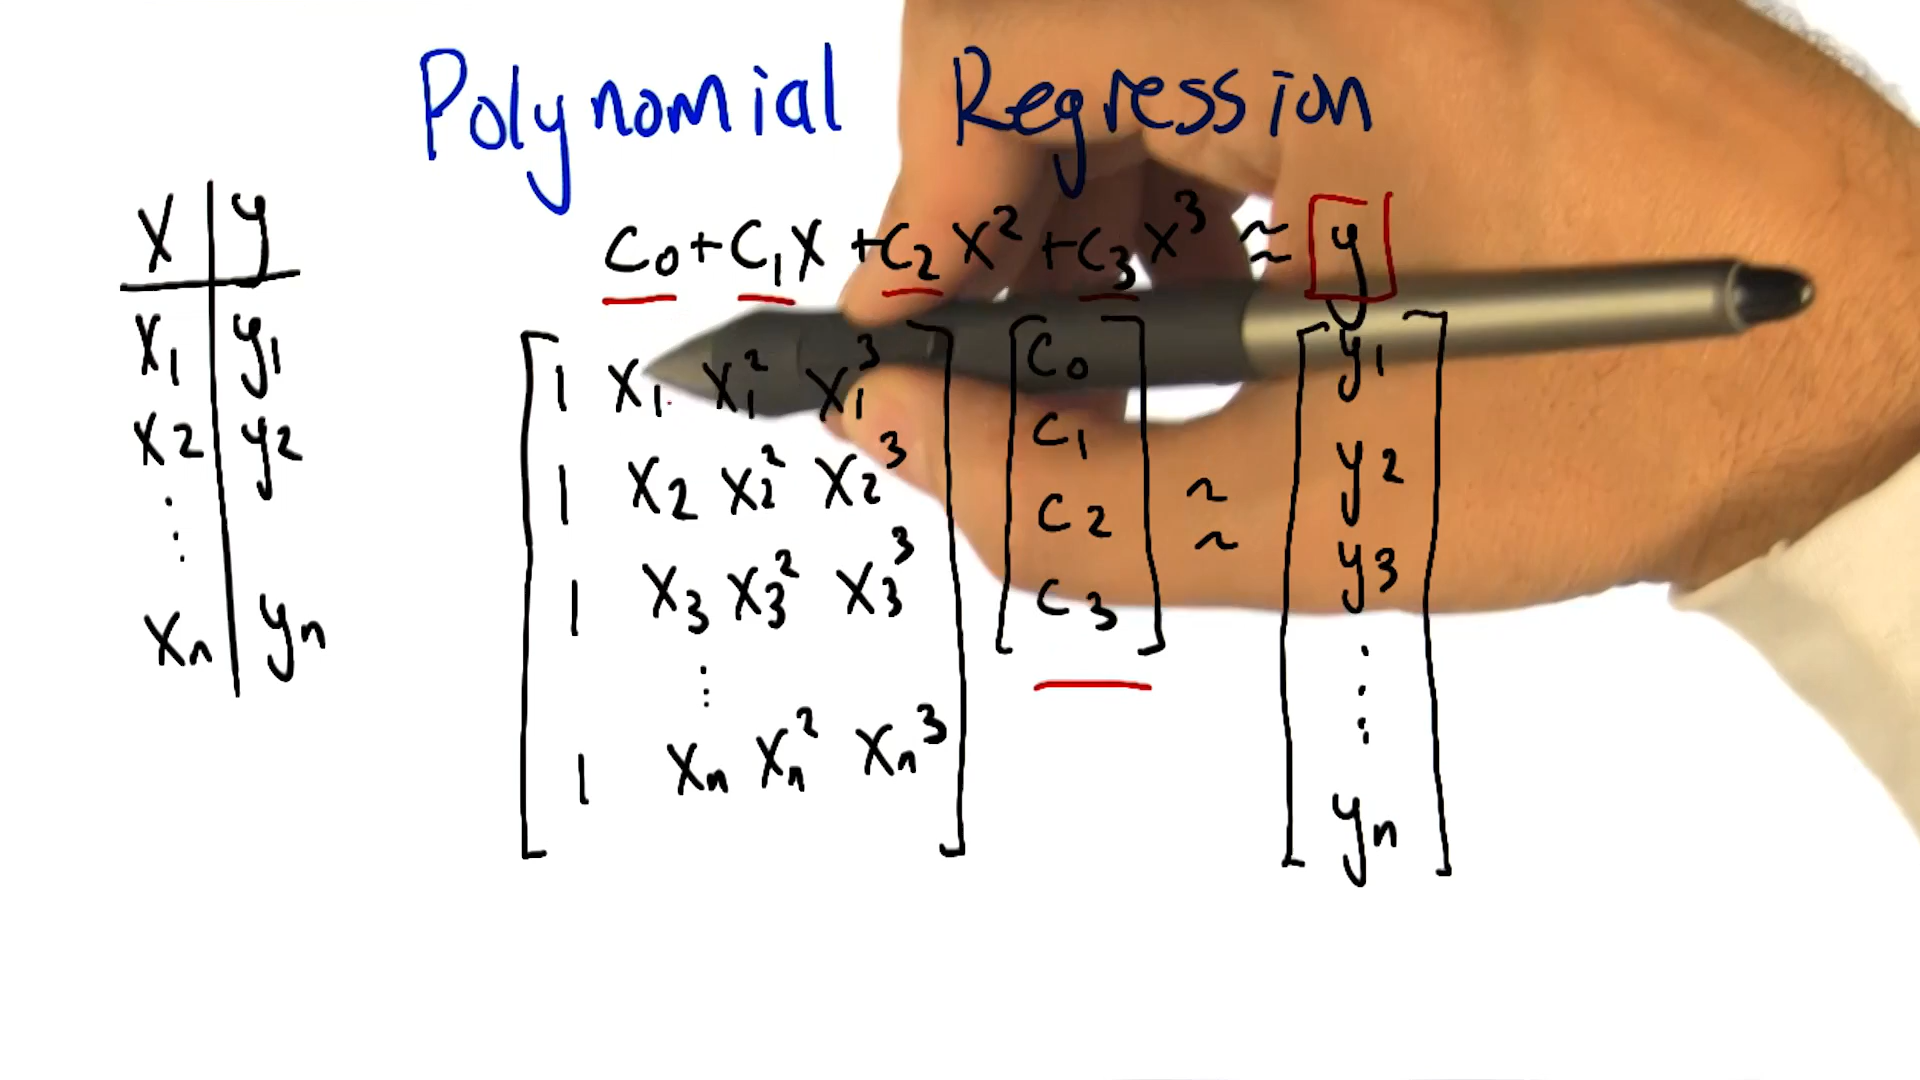 Polynomial Regression
c₀+c₁x+c₂x²+c₃x³ ≈ y
x y
x₁ y₁
x₂ y₂
⋮
xₙ yₙ
1 x₁ x₁² x₁³
1 x₂ x₂² x₂³
1 x₃ x₃² x₃³
⋮
1 xₙ xₙ² xₙ³
c₀
c₁
c₂
c₃
≈
y₁
y₂
y₃
⋮
yₙ